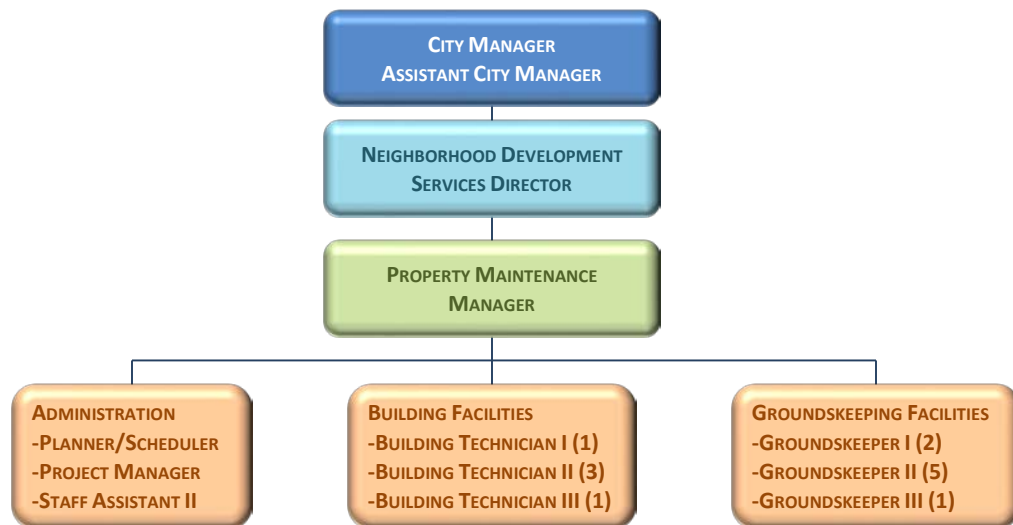 CITY MANAGER
ASSISTANT CITY MANAGER
NEIGHBORHOOD DEVELOPMENT
SERVICES DIRECTOR
PROPERTY MAINTENANCE
MANAGER
ADMINISTRATION
-PLANNER/SCHEDULER
-PROJECT MANAGER
-STAFF ASSISTANT II
BUILDING FACILITIES
-BUILDING TECHNICIAN I (1)
-BUILDING TECHNICIAN II (3)
-BUILDING TECHNICIAN III (1)
GROUNDSKEEPING FACILITIES
-GROUNDSKEEPER I (2)
-GROUNDSKEEPER II (5)
-GROUNDSKEEPER III (1)